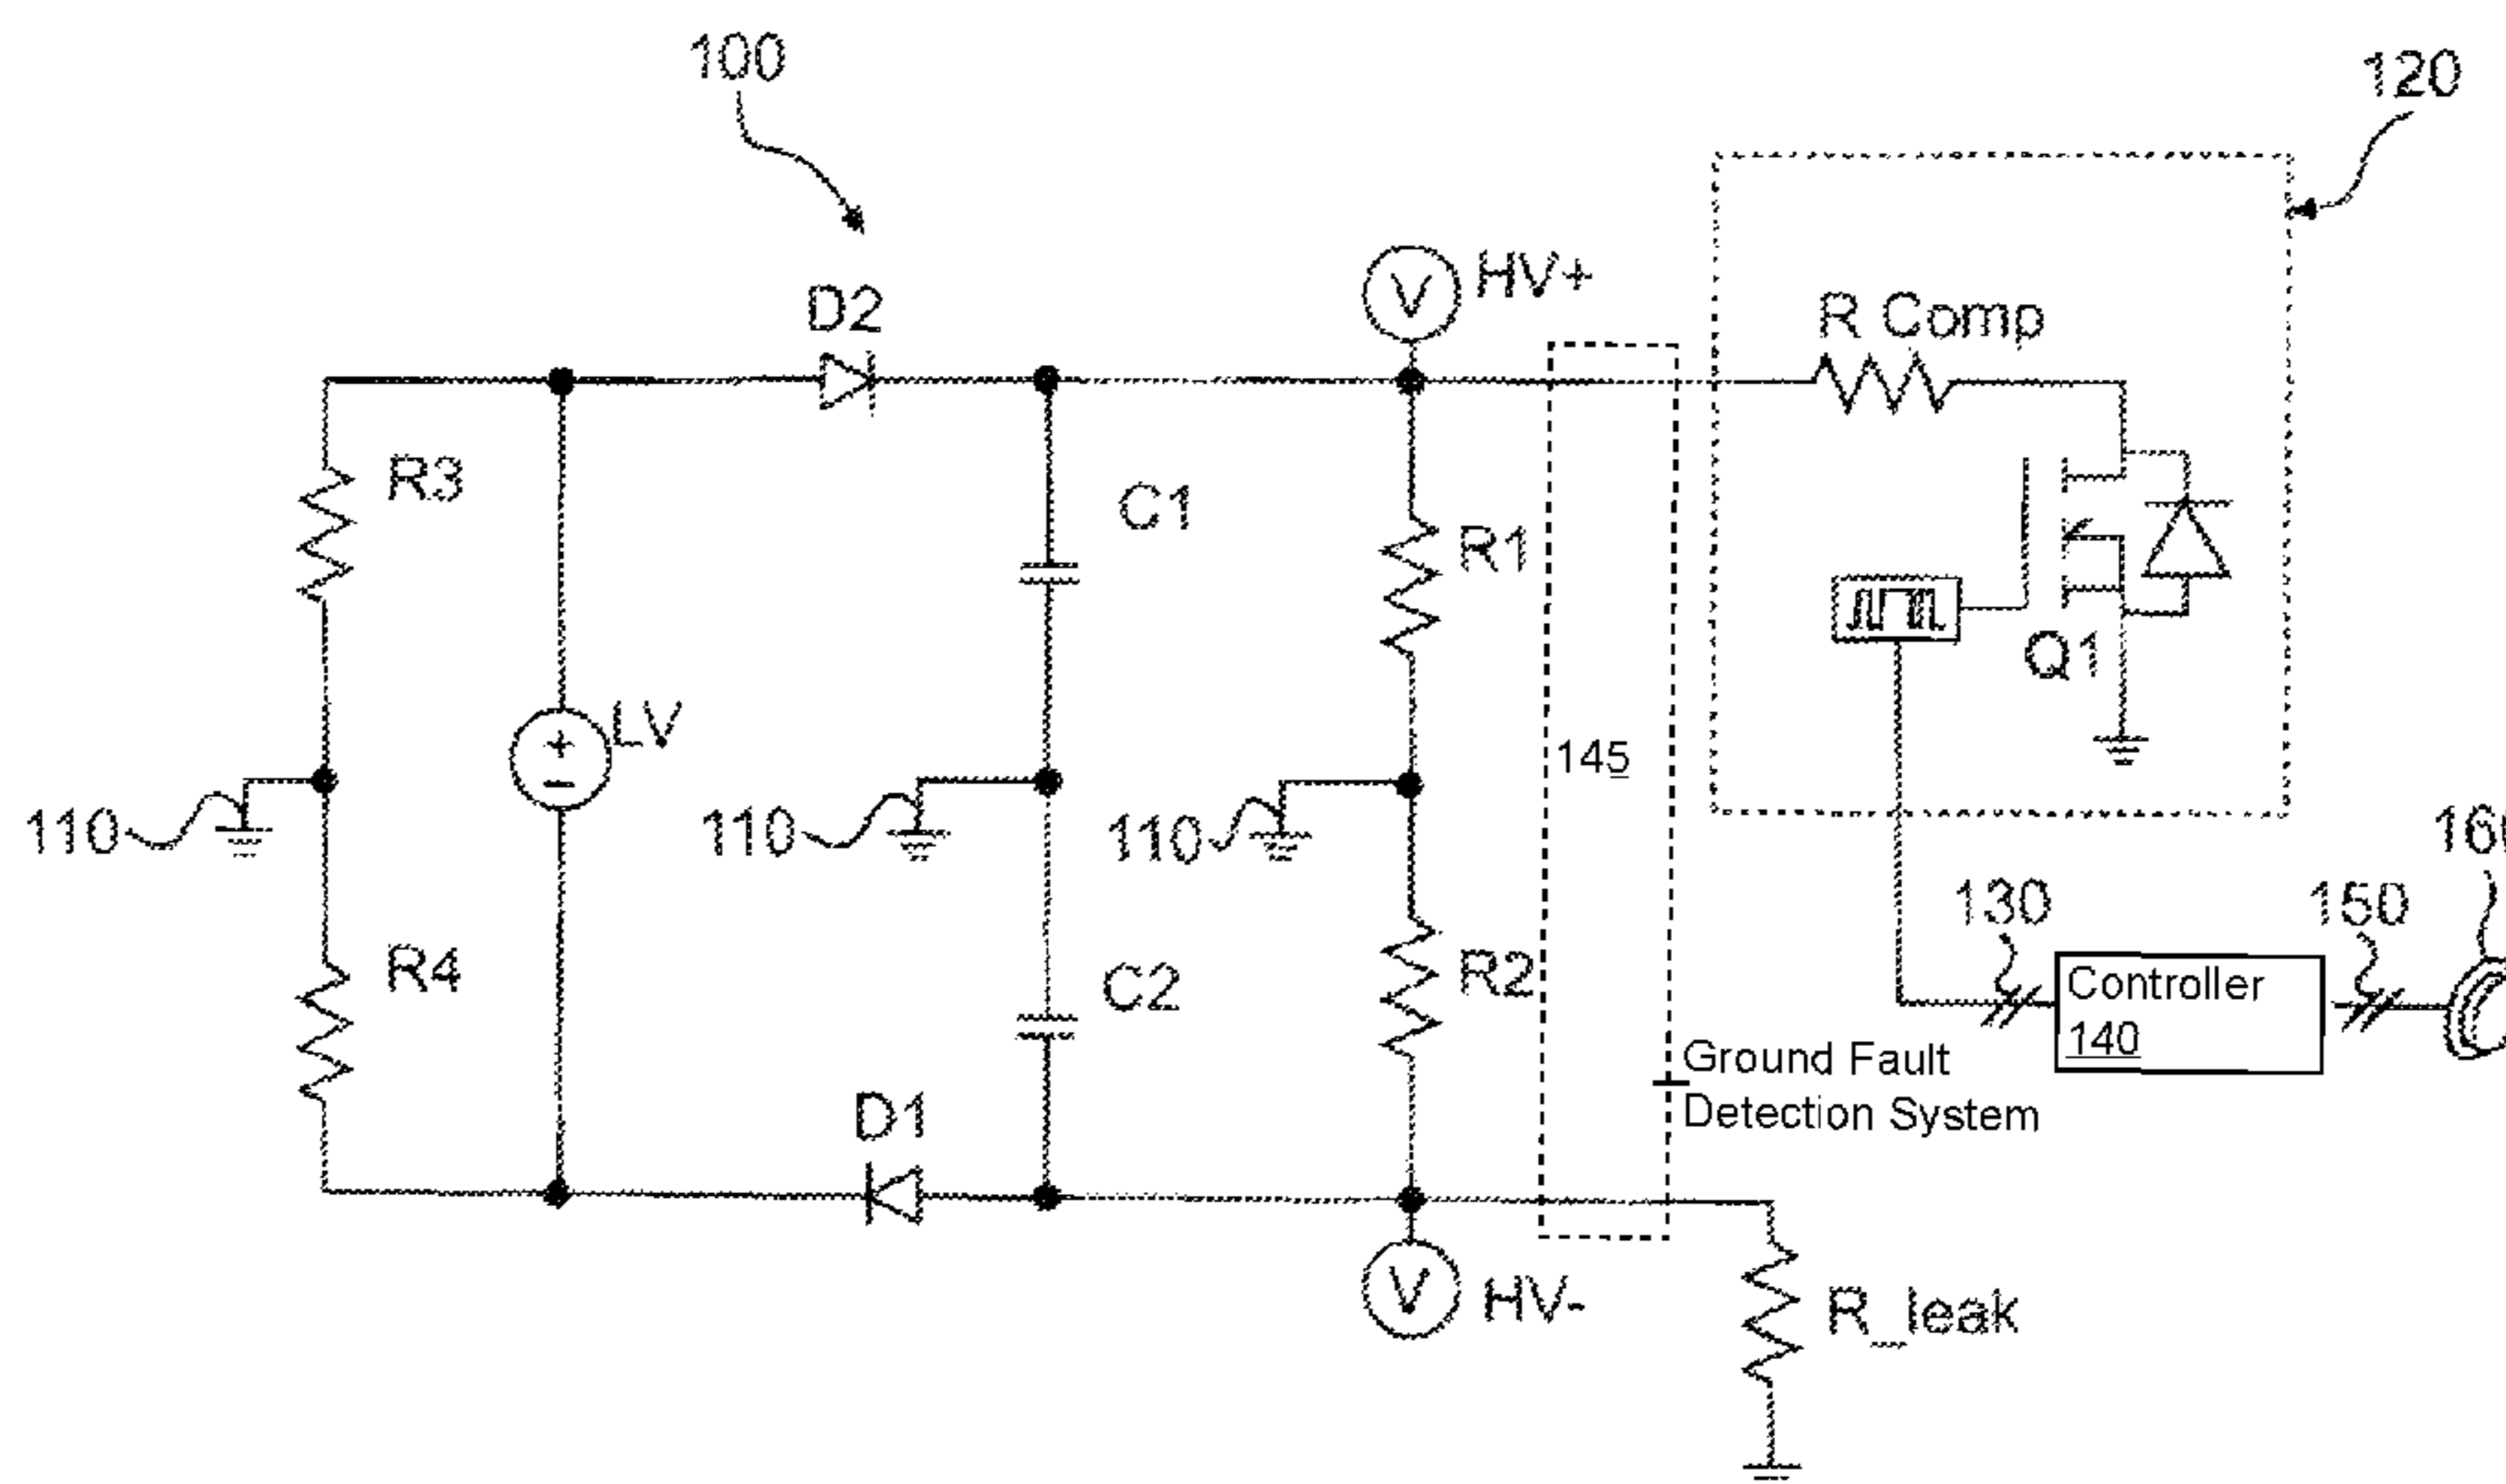 100
120
HV+
V
D2
R Comp
R3
C1
R1
LV
Q1
145
110
110
110
160
130
150
R4
C2
R2
Controller
140
Ground Fault
Detection System
D1
V
HV-
R_leak